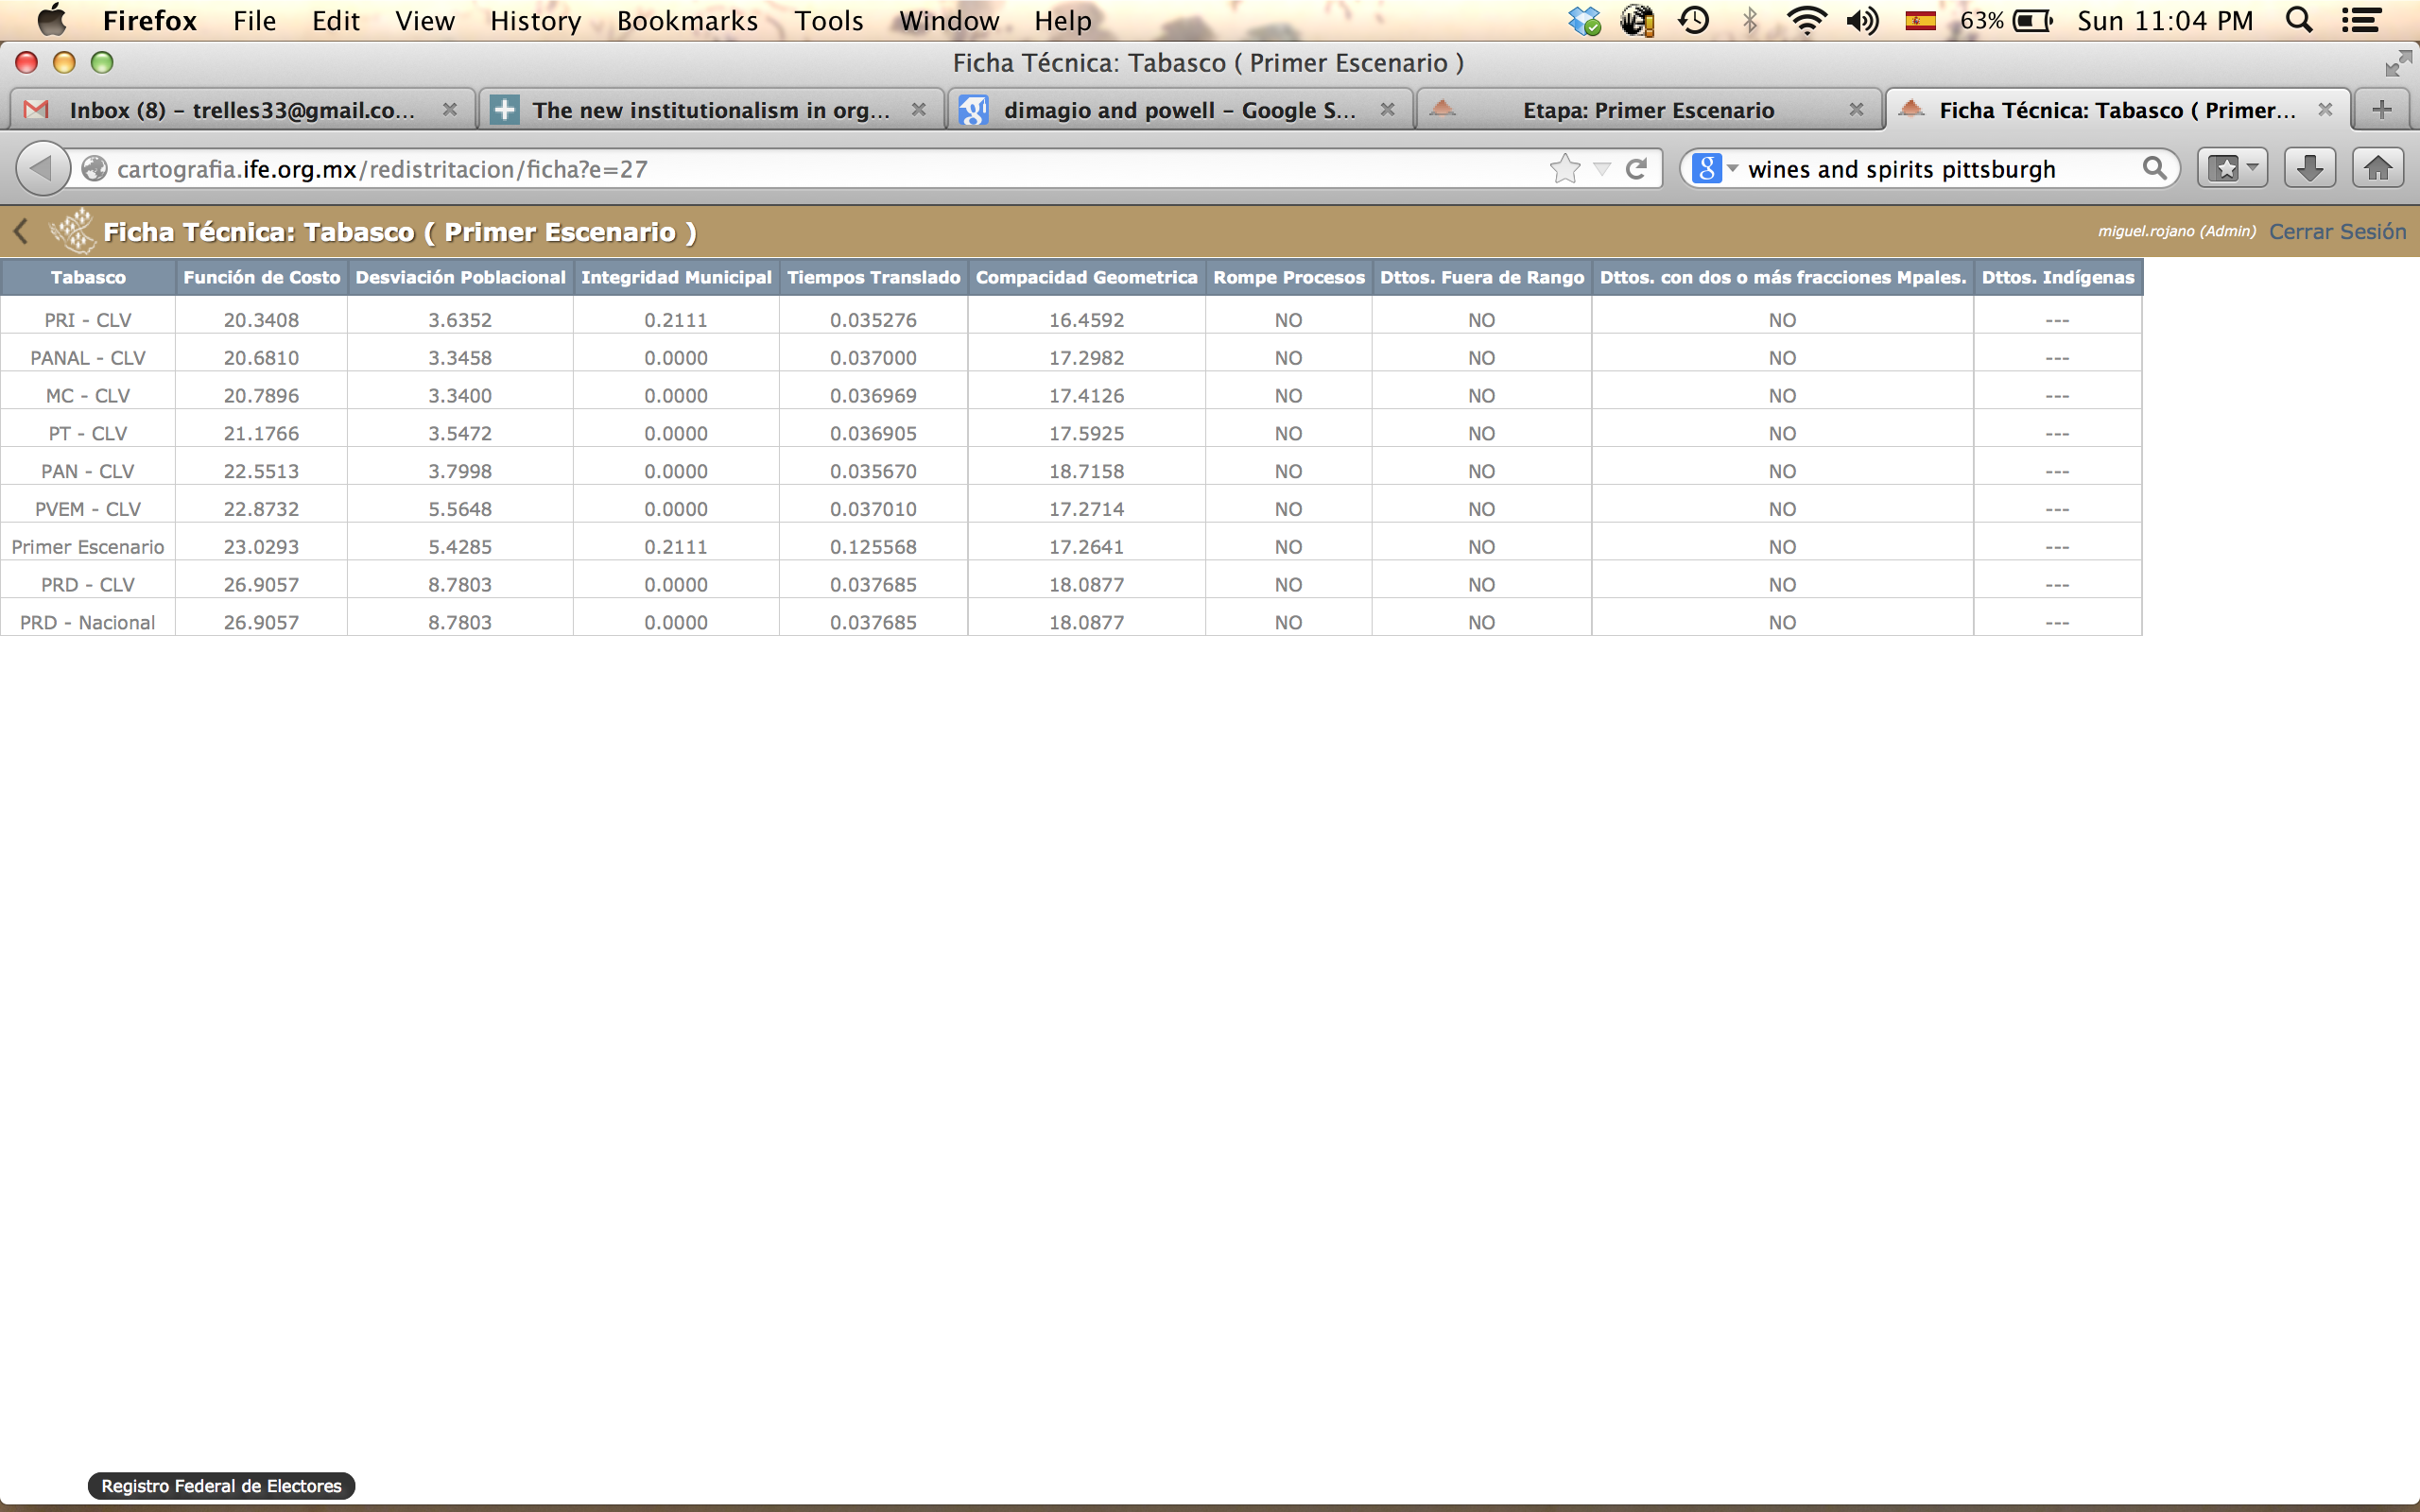 Firefox File Edit View History Bookmarks Tools Window Help 63% Sun 11:04 PM
Ficha Técnica: Tabasco ( Primer Escenario )
Inbox (8) – trelles33@gmail.co... The new institutionalism in org... dimagio and powell – Google S... Etapa: Primer Escenario Ficha Técnica: Tabasco ( Primer...
cartografia.ife.org.mx/redistritacion/ficha?e=27 wines and spirits pittsburgh
Ficha Técnica: Tabasco ( Primer Escenario ) miguel.rojano (Admin) Cerrar Sesión
Tabasco Función de Costo Desviación Poblacional Integridad Municipal Tiempos Translado Compacidad Geometrica Rompe Procesos Dttos. Fuera de Rango Dttos. con dos o más fracciones Mpales. Dttos. Indígenas
PRI - CLV 20.3408 3.6352 0.2111 0.035276 16.4592 NO NO NO ---
PANAL - CLV 20.6810 3.3458 0.0000 0.037000 17.2982 NO NO NO ---
MC - CLV 20.7896 3.3400 0.0000 0.036969 17.4126 NO NO NO ---
PT - CLV 21.1766 3.5472 0.0000 0.036905 17.5925 NO NO NO ---
PAN - CLV 22.5513 3.7998 0.0000 0.035670 18.7158 NO NO NO ---
PVEM - CLV 22.8732 5.5648 0.0000 0.037010 17.2714 NO NO NO ---
Primer Escenario 23.0293 5.4285 0.2111 0.125568 17.2641 NO NO NO ---
PRD - CLV 26.9057 8.7803 0.0000 0.037685 18.0877 NO NO NO ---
PRD - Nacional 26.9057 8.7803 0.0000 0.037685 18.0877 NO NO NO ---
Registro Federal de Electores